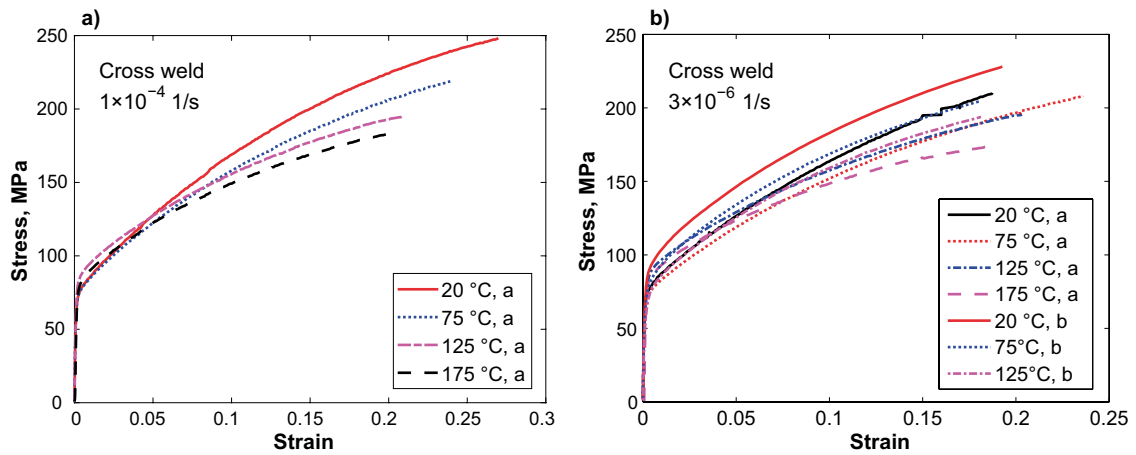 a)
250
200
150
100
50
0
Stress, MPa
Cross weld
1×10⁻⁴ 1/s
20 °C, a
75 °C, a
125 °C, a
175 °C, a
0 0.05 0.1 0.15 0.2 0.25 0.3
Strain
b)
250
200
150
100
50
0
Stress, MPa
Cross weld
3×10⁻⁶ 1/s
20 °C, a
75 °C, a
125 °C, a
175 °C, a
20 °C, b
75°C, b
125°C, b
0 0.05 0.1 0.15 0.2 0.25
Strain